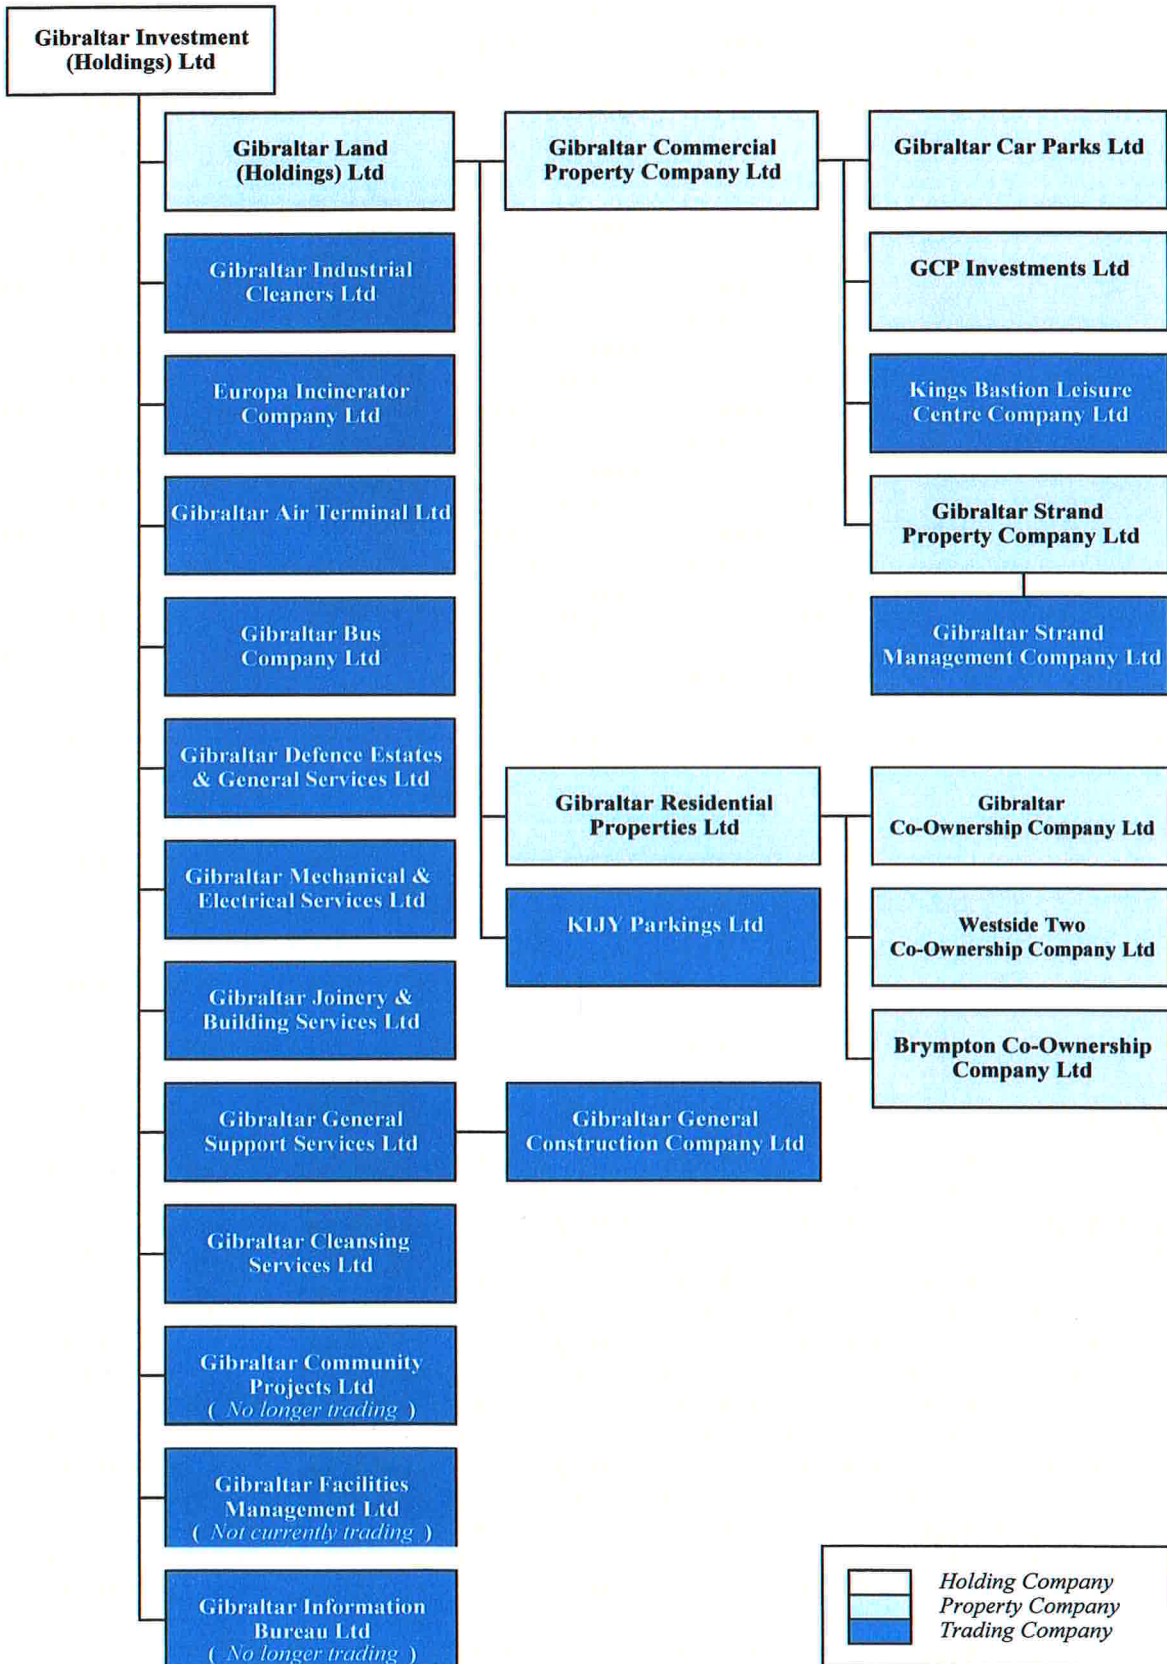 Gibraltar Investment
(Holdings) Ltd
Gibraltar Land
(Holdings) Ltd
Gibraltar Commercial
Property Company Ltd
Gibraltar Car Parks Ltd
Gibraltar Industrial
Cleaners Ltd
GCP Investments Ltd
Europa Incinerator
Company Ltd
Kings Bastion Leisure
Centre Company Ltd
Gibraltar Air Terminal Ltd
Gibraltar Strand
Property Company Ltd
Gibraltar Bus
Company Ltd
Gibraltar Strand
Management Company Ltd
Gibraltar Defence Estates
& General Services Ltd
Gibraltar Residential
Properties Ltd
Gibraltar
Co-Ownership Company Ltd
Gibraltar Mechanical &
Electrical Services Ltd
KIJY Parkings Ltd
Westside Two
Co-Ownership Company Ltd
Gibraltar Joinery &
Building Services Ltd
Brympton Co-Ownership
Company Ltd
Gibraltar General
Support Services Ltd
Gibraltar General
Construction Company Ltd
Gibraltar Cleansing
Services Ltd
Gibraltar Community
Projects Ltd
( No longer trading )
Gibraltar Facilities
Management Ltd
( Not currently trading )
Gibraltar Information
Bureau Ltd
( No longer trading )
Holding Company
Property Company
Trading Company